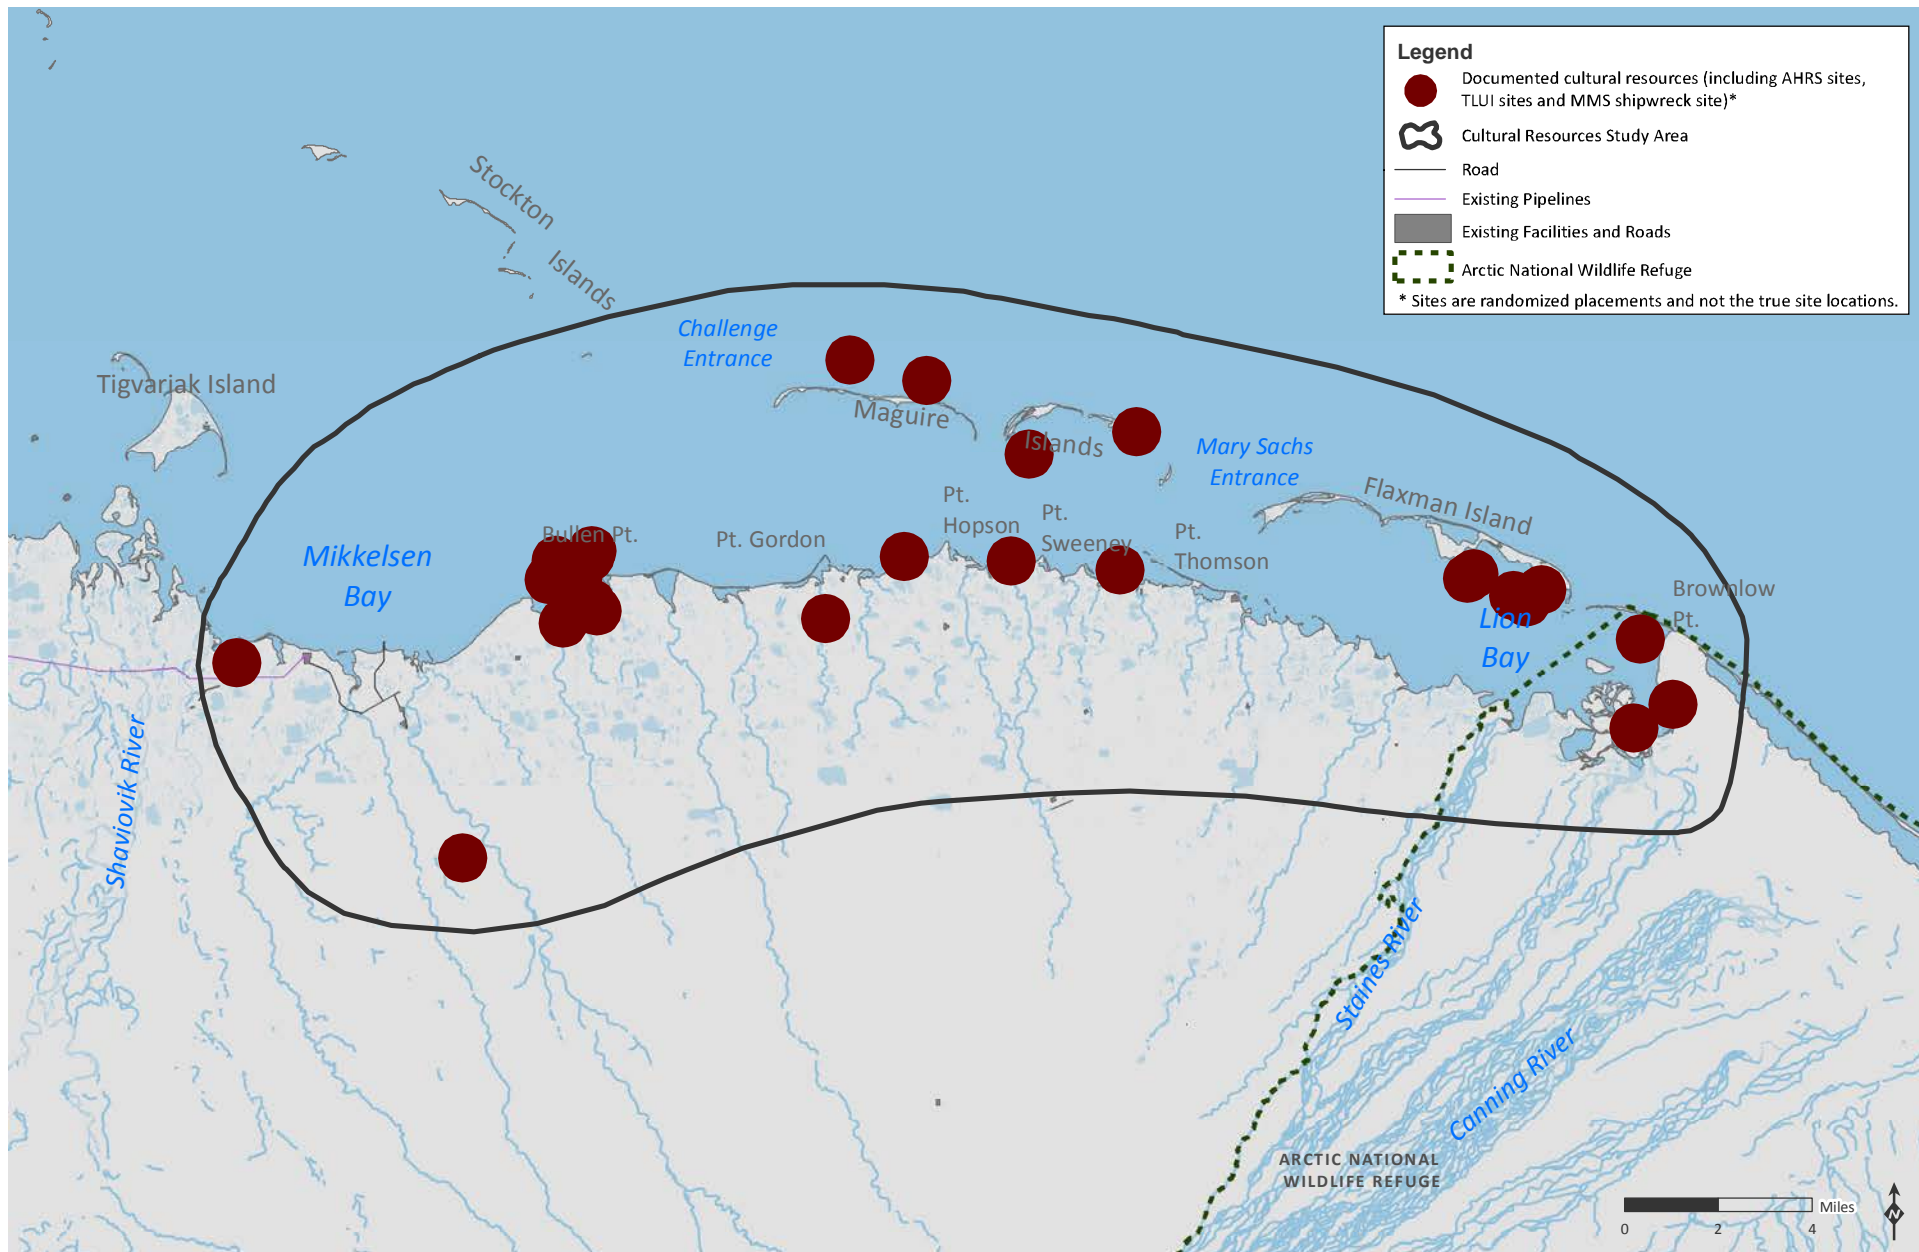 Legend
Documented cultural resources (including AHRS sites,
TLUI sites and MMS shipwreck site)*
Cultural Resources Study Area
Road
Existing Pipelines
Existing Facilities and Roads
Arctic National Wildlife Refuge
* Sites are randomized placements and not the true site locations.
Stockton
Islands
Challenge
Entrance
Tigvariak Island
Maguire
Islands
Mary Sachs
Entrance
Flaxman Island
Pt.
Hopson
Pt.
Sweeney
Pt.
Thomson
Bullen Pt.
Pt. Gordon
Mikkelsen
Bay
Brownlow
Pt.
Lion
Bay
Shaviovik River
Staines River
Canning River
ARCTIC NATIONAL
WILDLIFE REFUGE
Miles
0 2 4
N